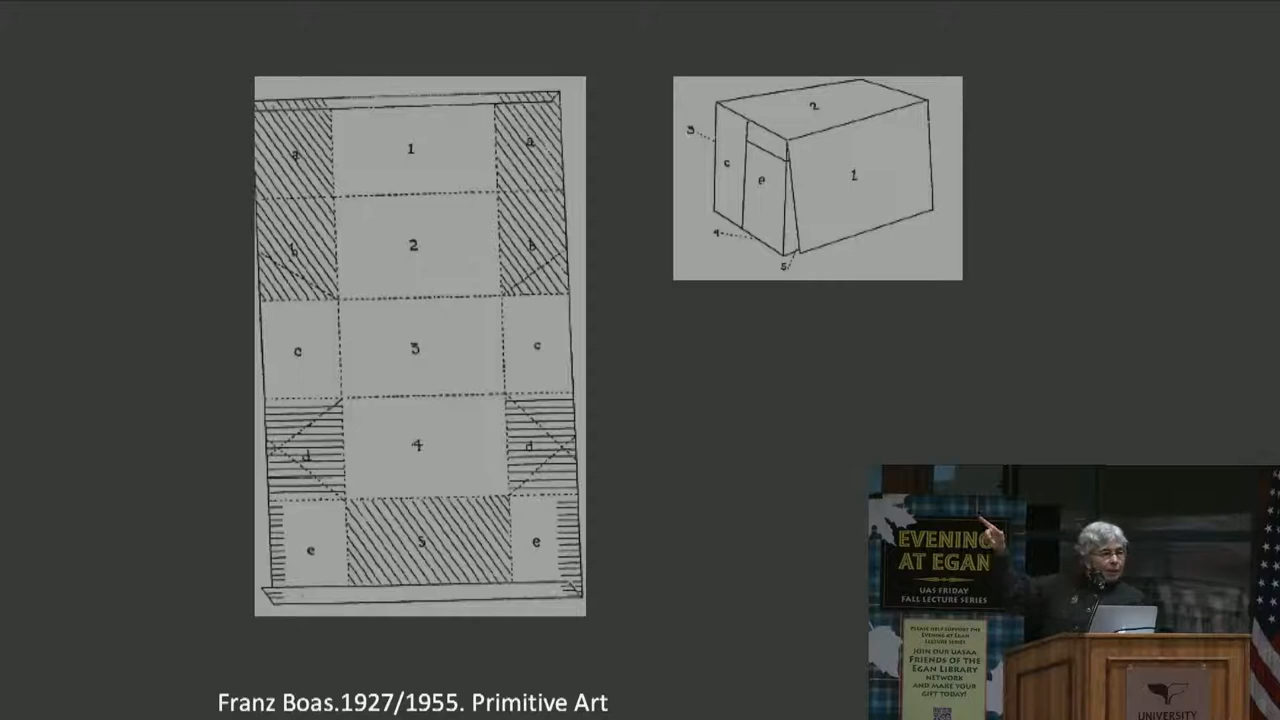 a 1 a
b 2 b
c 3 c
d 4 d
e 5 e
2
3
c
e
1
4
5
Franz Boas.1927/1955. Primitive Art
EVENING
AT EGAN
UAS FRIDAY
FALL LECTURE SERIES
PLEASE HELP SUPPORT THE
EVENING AT EGAN
LECTURE SERIES
JOIN OUR UASAA
FRIENDS OF THE
EGAN LIBRARY
NETWORK
AND MAKE YOUR
GIFT TODAY!
UNIVERSITY